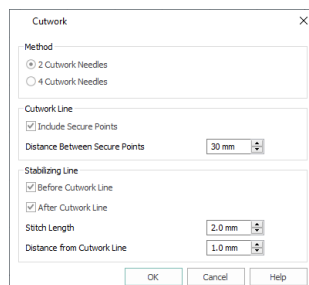 Cutwork
Method
2 Cutwork Needles
4 Cutwork Needles
Cutwork Line
Include Secure Points
Distance Between Secure Points 30 mm
Stabilizing Line
Before Cutwork Line
After Cutwork Line
Stitch Length 2.0 mm
Distance from Cutwork Line 1.0 mm
OK Cancel Help